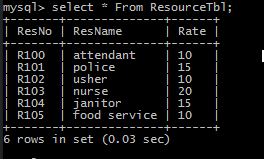 mysql> select * From ResourceTbl;
+-------+--------------+------+
| ResNo | ResName | Rate |
+-------+--------------+------+
| R100 | attendant | 10 |
| R101 | police | 15 |
| R102 | usher | 10 |
| R103 | nurse | 20 |
| R104 | janitor | 15 |
| R105 | food service | 10 |
+-------+--------------+------+
6 rows in set (0.03 sec)